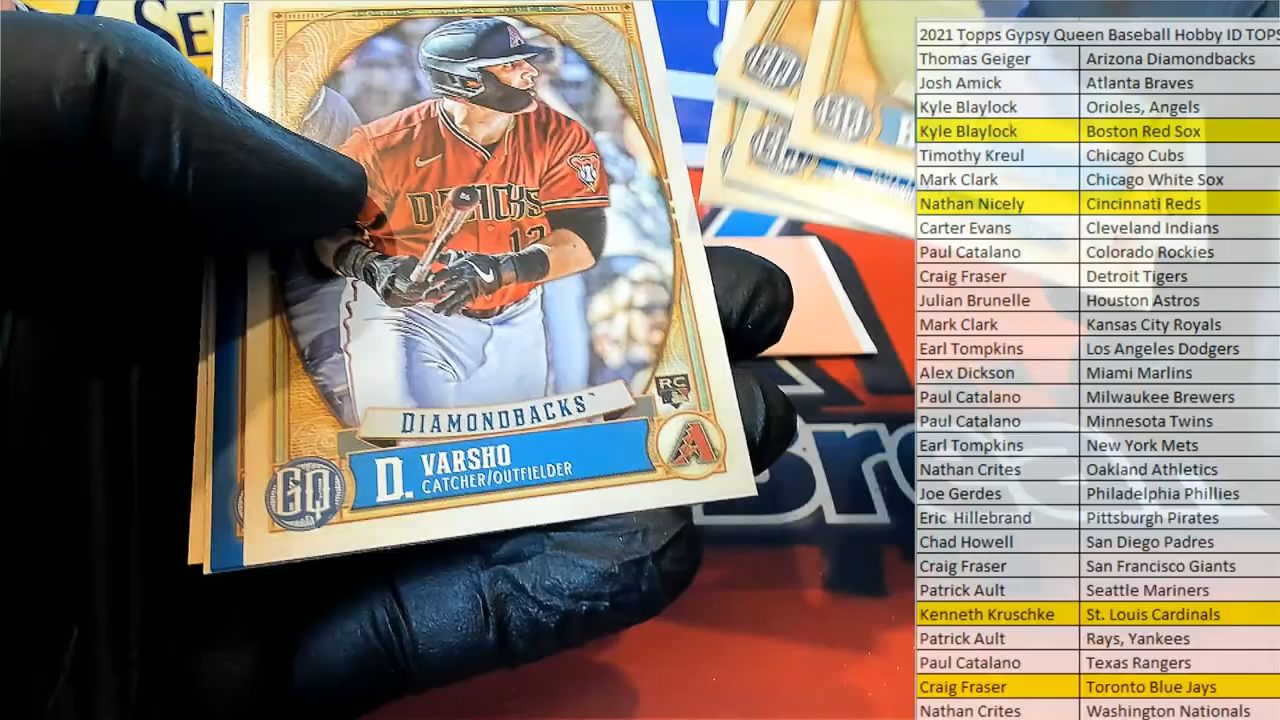 SE
TOPPS GYPSY QUEEN
DIAMONDBACKS
RC
D. VARSHO
CATCHER/OUTFIELDER
GQ
A
2021 Topps Gypsy Queen Baseball Hobby ID TOPS
Thomas Geiger Arizona Diamondbacks
Josh Amick Atlanta Braves
Kyle Blaylock Orioles, Angels
Kyle Blaylock Boston Red Sox
Timothy Kreul Chicago Cubs
Mark Clark Chicago White Sox
Nathan Nicely Cincinnati Reds
Carter Evans Cleveland Indians
Paul Catalano Colorado Rockies
Craig Fraser Detroit Tigers
Julian Brunelle Houston Astros
Mark Clark Kansas City Royals
Earl Tompkins Los Angeles Dodgers
Alex Dickson Miami Marlins
Paul Catalano Milwaukee Brewers
Paul Catalano Minnesota Twins
Earl Tompkins New York Mets
Nathan Crites Oakland Athletics
Joe Gerdes Philadelphia Phillies
Eric Hillebrand Pittsburgh Pirates
Chad Howell San Diego Padres
Craig Fraser San Francisco Giants
Patrick Ault Seattle Mariners
Kenneth Kruschke St. Louis Cardinals
Patrick Ault Rays, Yankees
Paul Catalano Texas Rangers
Craig Fraser Toronto Blue Jays
Nathan Crites Washington Nationals